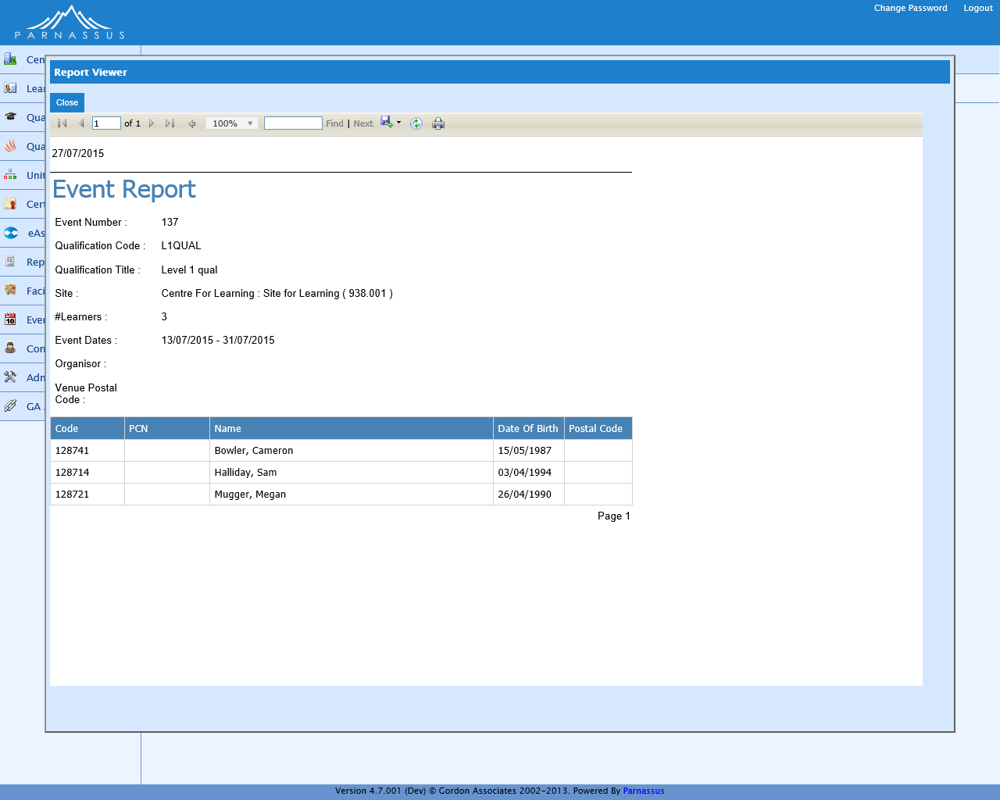 Change Password Logout
PARNASSUS
Cen
Lear
Qua
Qua
Unit
Cert
eAs
Rep
Faci
Ever
Con
Adn
GA
Report Viewer
Close
1 of 1 100% Find | Next
27/07/2015
Event Report
Event Number : 137
Qualification Code : L1QUAL
Qualification Title : Level 1 qual
Site : Centre For Learning : Site for Learning ( 938.001 )
#Learners : 3
Event Dates : 13/07/2015 - 31/07/2015
Organisor :
Venue Postal
Code :
Code PCN Name Date Of Birth Postal Code
128741 Bowler, Cameron 15/05/1987
128714 Halliday, Sam 03/04/1994
128721 Mugger, Megan 26/04/1990
Page 1
Version 4.7.001 (Dev) © Gordon Associates 2002-2013. Powered By Parnassus